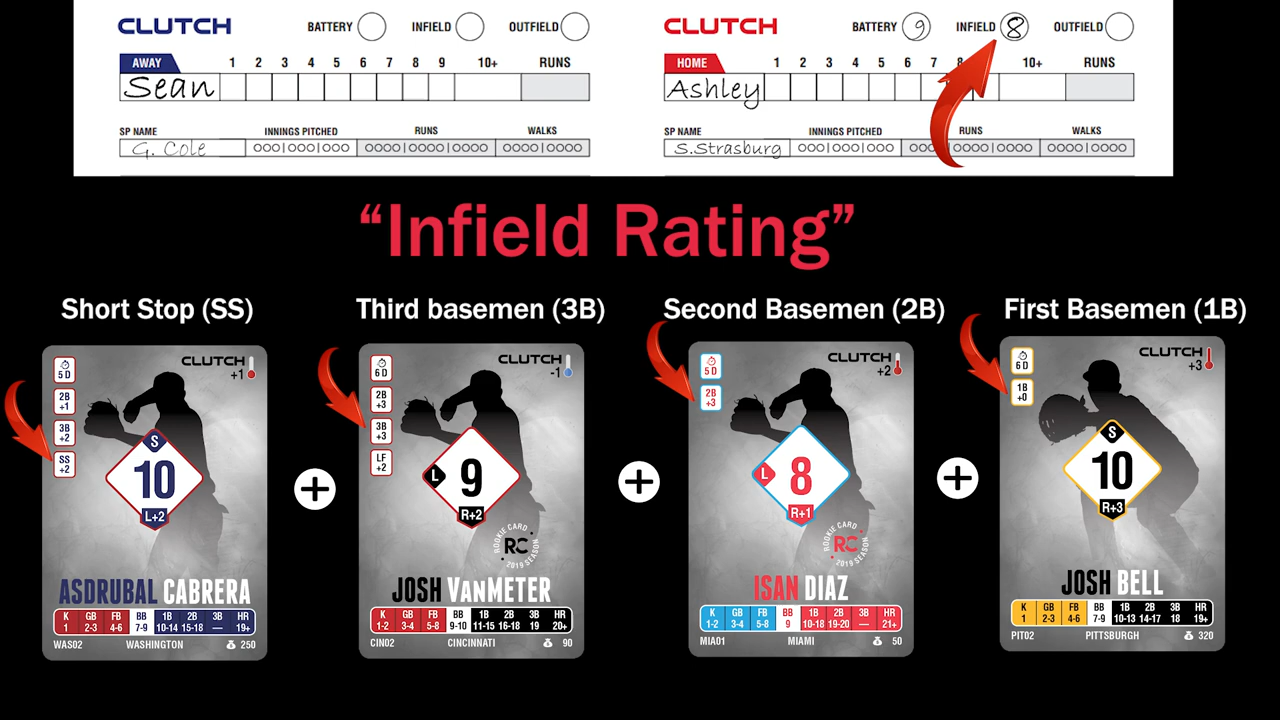 CLUTCH BATTERY INFIELD OUTFIELD
AWAY 1 2 3 4 5 6 7 8 9 10+ RUNS
Sean
SP NAME INNINGS PITCHED RUNS WALKS
G. Cole
CLUTCH BATTERY 9 INFIELD 8 OUTFIELD
HOME 1 2 3 4 5 6 7 8 10+ RUNS
Ashley
SP NAME INNINGS PITCHED RUNS WALKS
S.Strasburg
“Infield Rating”
Short Stop (SS)
CLUTCH
+1
5 D
2B
+1
3B
+2
SS
+2
S
10
L+2
ASDRUBAL CABRERA
K GB FB BB 1B 2B 3B HR
1 2-3 4-6 7-9 10-14 15-18 — 19+
WAS02 WASHINGTON 250
+
Third basemen (3B)
CLUTCH
-1
6 D
2B
+3
3B
+3
LF
+2
L
9
R+2
ROOKIE CARD
RC
2019 SEASON
JOSH VANMETER
K GB FB BB 1B 2B 3B HR
1-2 3-4 5-8 9-10 11-15 16-18 19 20+
CIN02 CINCINNATI 90
+
Second Basemen (2B)
CLUTCH
+2
5 D
2B
+3
L
8
R+1
ROOKIE CARD
RC
2019 SEASON
ISAN DIAZ
K GB FB BB 1B 2B 3B HR
1-2 3-4 5-8 9 10-18 19-20 — 21+
MIA01 MIAMI 50
+
First Basemen (1B)
CLUTCH
+3
6 D
1B
+0
S
10
R+3
JOSH BELL
K GB FB BB 1B 2B 3B HR
1 2-3 4-6 7-9 10-13 14-17 18 19+
PIT02 PITTSBURGH 320